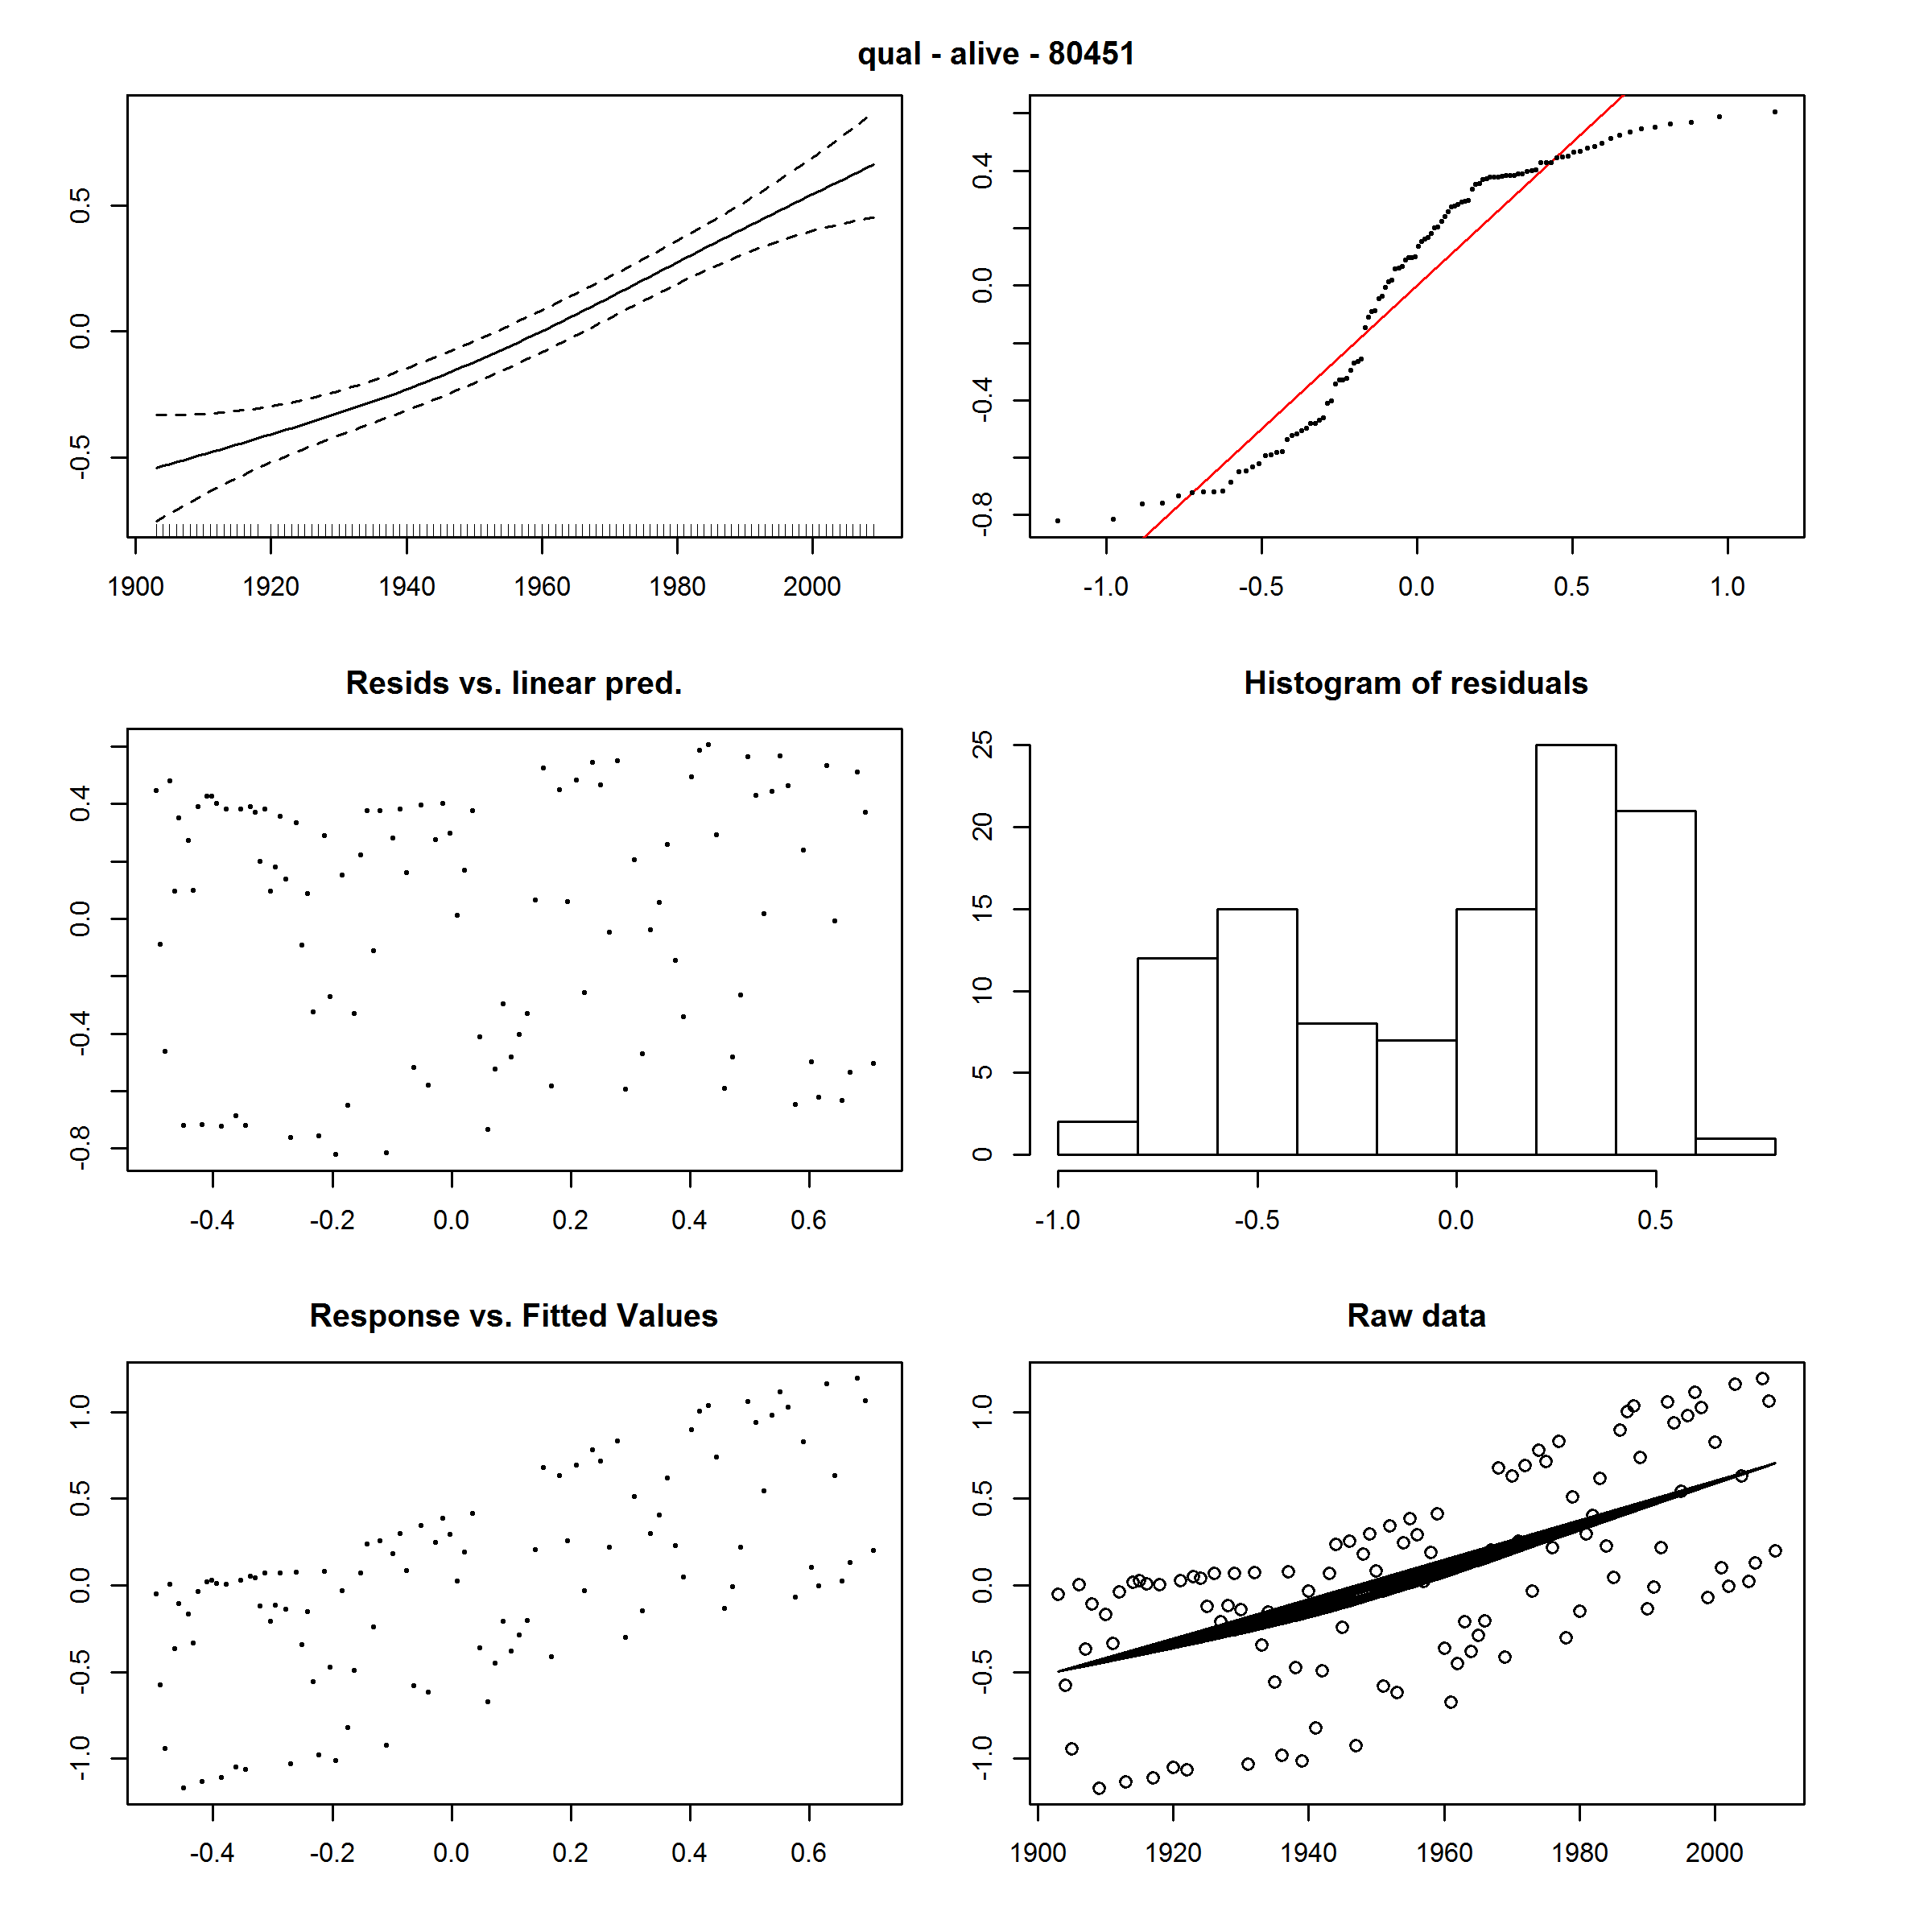 qual - alive - 80451
0.5
0.0
-0.5
1900 1920 1940 1960 1980 2000
0.4
0.0
-0.4
-0.8
-1.0 -0.5 0.0 0.5 1.0
Resids vs. linear pred.
0.4
0.0
-0.4
-0.8
-0.4 -0.2 0.0 0.2 0.4 0.6
Histogram of residuals
25
20
15
10
5
0
-1.0 -0.5 0.0 0.5
Response vs. Fitted Values
1.0
0.5
0.0
-0.5
-1.0
-0.4 -0.2 0.0 0.2 0.4 0.6
Raw data
1.0
0.5
0.0
-0.5
-1.0
1900 1920 1940 1960 1980 2000